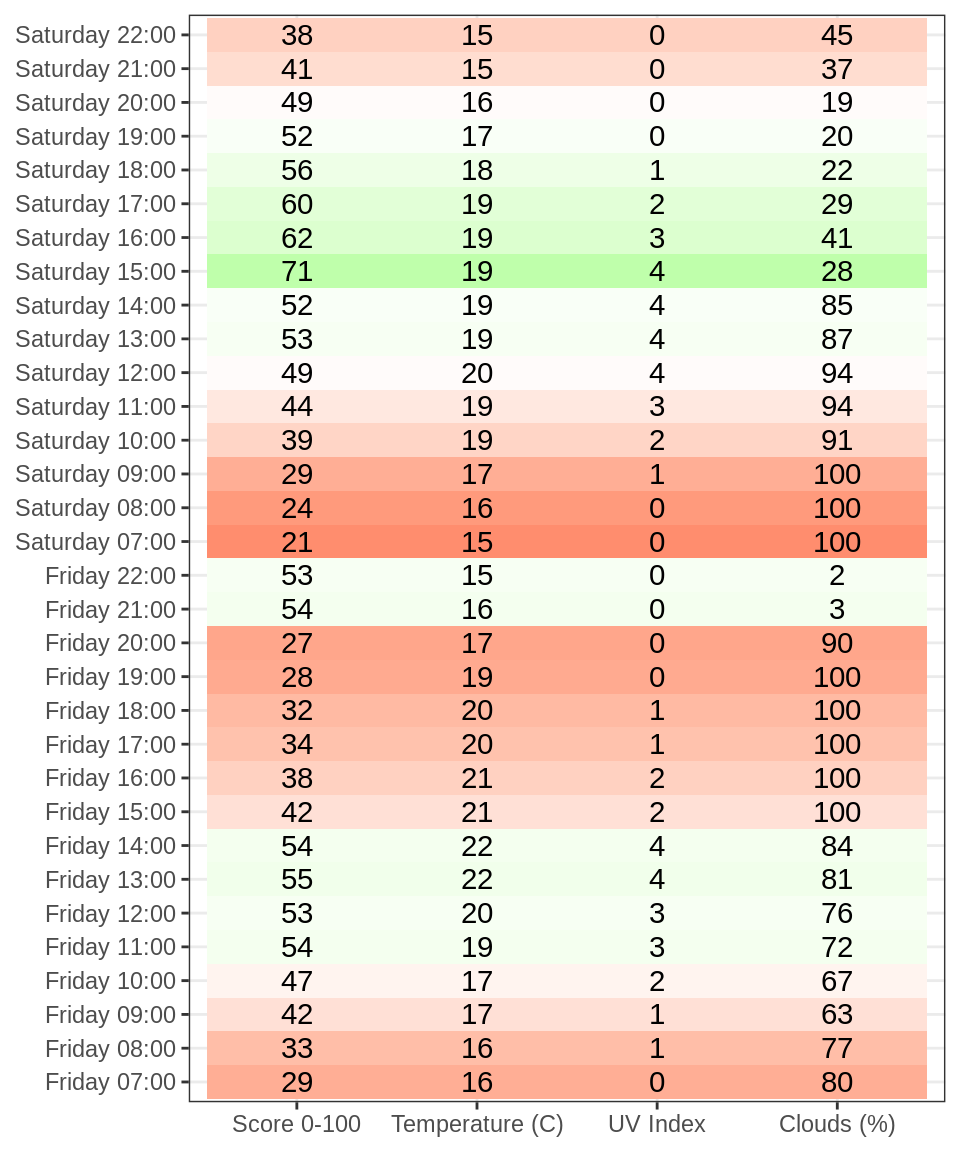 Saturday 22:00 38 15 0 45
Saturday 21:00 41 15 0 37
Saturday 20:00 49 16 0 19
Saturday 19:00 52 17 0 20
Saturday 18:00 56 18 1 22
Saturday 17:00 60 19 2 29
Saturday 16:00 62 19 3 41
Saturday 15:00 71 19 4 28
Saturday 14:00 52 19 4 85
Saturday 13:00 53 19 4 87
Saturday 12:00 49 20 4 94
Saturday 11:00 44 19 3 94
Saturday 10:00 39 19 2 91
Saturday 09:00 29 17 1 100
Saturday 08:00 24 16 0 100
Saturday 07:00 21 15 0 100
Friday 22:00 53 15 0 2
Friday 21:00 54 16 0 3
Friday 20:00 27 17 0 90
Friday 19:00 28 19 0 100
Friday 18:00 32 20 1 100
Friday 17:00 34 20 1 100
Friday 16:00 38 21 2 100
Friday 15:00 42 21 2 100
Friday 14:00 54 22 4 84
Friday 13:00 55 22 4 81
Friday 12:00 53 20 3 76
Friday 11:00 54 19 3 72
Friday 10:00 47 17 2 67
Friday 09:00 42 17 1 63
Friday 08:00 33 16 1 77
Friday 07:00 29 16 0 80
Score 0-100 Temperature (C) UV Index Clouds (%)